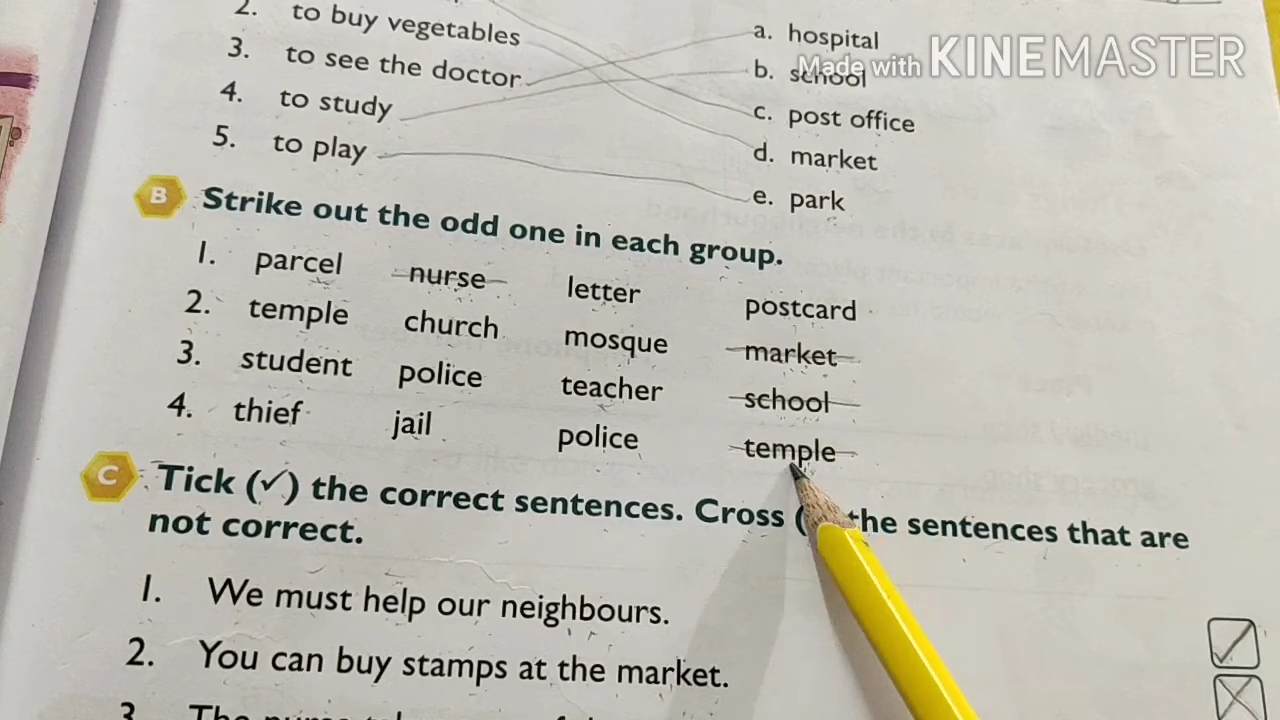 2. to buy vegetables
3. to see the doctor
4. to study
5. to play
a. hospital
b. school
c. post office
d. market
e. park
Made with KINEMASTER
B Strike out the odd one in each group.
1. parcel nurse letter postcard
2. temple church mosque market
3. student police teacher school
4. thief jail police temple
C Tick (✓) the correct sentences. Cross ( the sentences that are
not correct.
1. We must help our neighbours.
2. You can buy stamps at the market.
3. The nurse